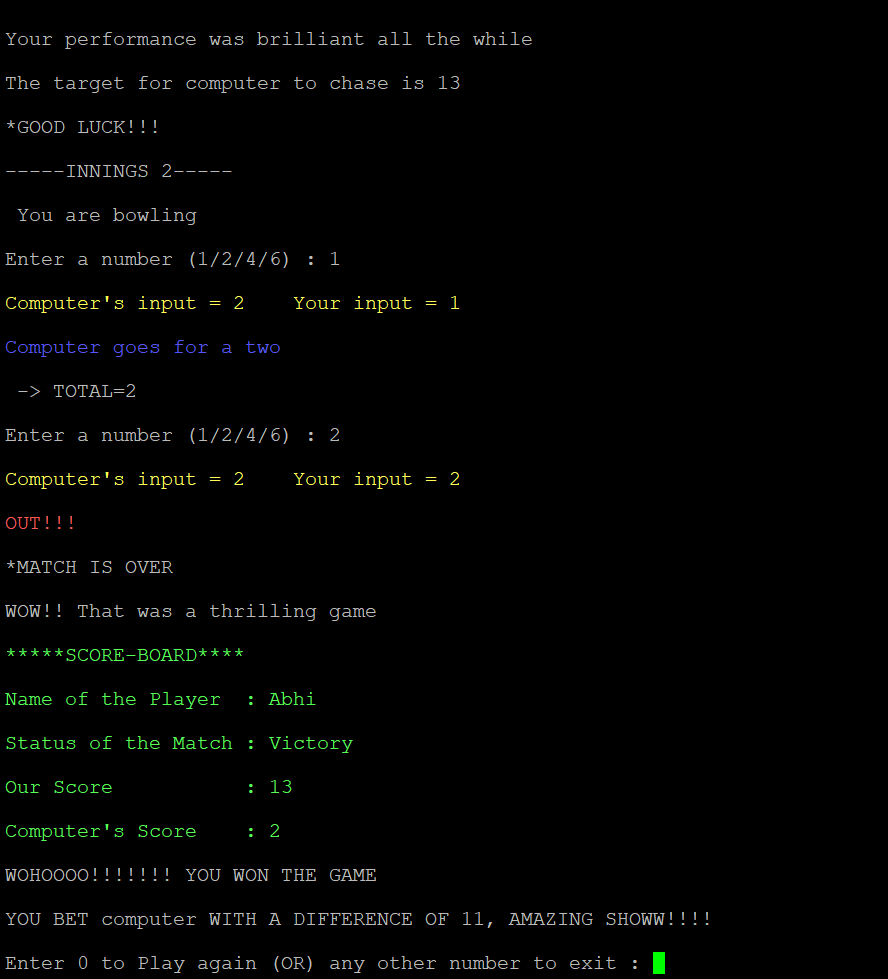 Your performance was brilliant all the while
The target for computer to chase is 13
*GOOD LUCK!!!
-----INNINGS 2-----
You are bowling
Enter a number (1/2/4/6) : 1
Computer's input = 2    Your input = 1
Computer goes for a two
-> TOTAL=2
Enter a number (1/2/4/6) : 2
Computer's input = 2    Your input = 2
OUT!!!
*MATCH IS OVER
WOW!! That was a thrilling game
*****SCORE-BOARD****
Name of the Player  : Abhi
Status of the Match : Victory
Our Score           : 13
Computer's Score    : 2
WOHOOOO!!!!!!! YOU WON THE GAME
YOU BET computer WITH A DIFFERENCE OF 11, AMAZING SHOWW!!!!
Enter 0 to Play again (OR) any other number to exit :